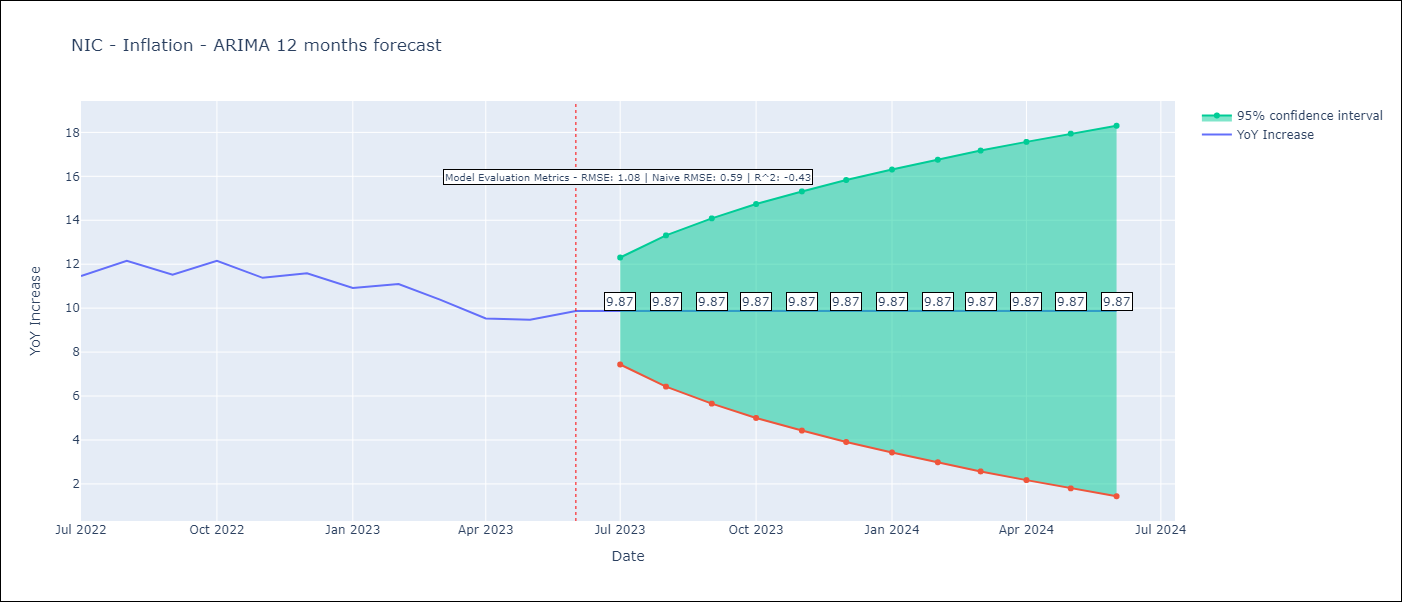 NIC - Inflation - ARIMA 12 months forecast
95% confidence interval
YoY Increase
Model Evaluation Metrics - RMSE: 1.08 | Naive RMSE: 0.59 | R^2: -0.43
18
16
14
12
10
8
6
4
2
YoY Increase
9.87 9.87 9.87 9.87 9.87 9.87 9.87 9.87 9.87 9.87 9.87 9.87
Jul 2022 Oct 2022 Jan 2023 Apr 2023 Jul 2023 Oct 2023 Jan 2024 Apr 2024 Jul 2024
Date